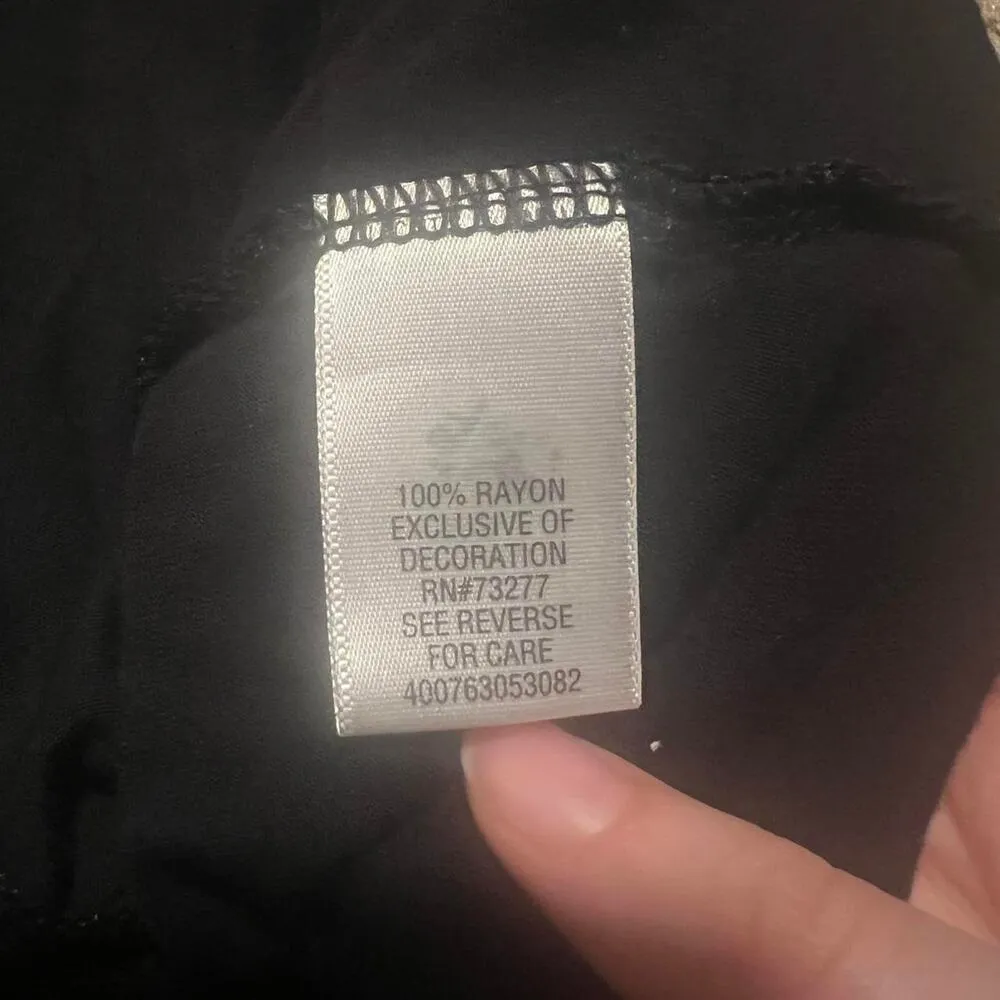 100% RAYON
EXCLUSIVE OF
DECORATION
RN#73277
SEE REVERSE
FOR CARE
400763053082